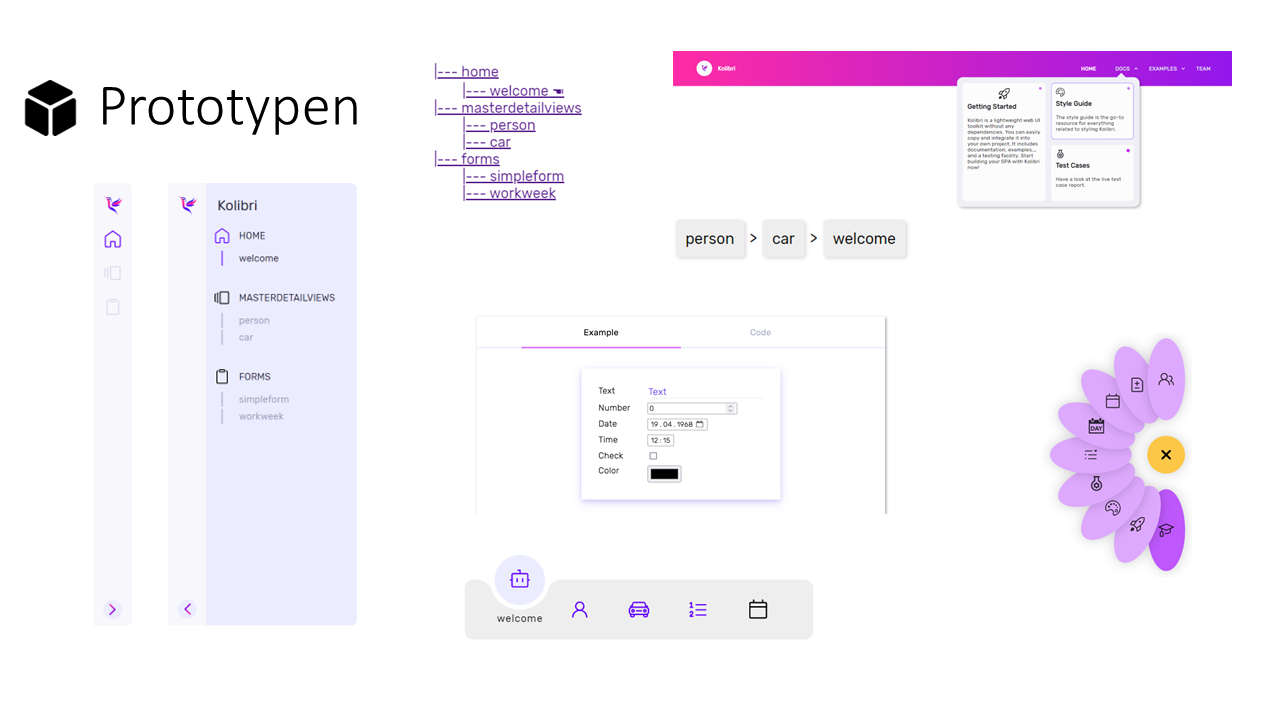 Prototypen
|--- home
|--- welcome ☚
|--- masterdetailviews
|--- person
|--- car
|--- forms
|--- simpleform
|--- workweek
Kolibri
HOME
DOCS
EXAMPLES
TEAM
Getting Started
Kolibri is a lightweight web UI
toolkit without any
dependencies. You can easily
copy and integrate it into
your own project. It includes
documentation, examples,...
and a testing facility. Start
building your SPA with Kolibri
now!
Style Guide
The style guide is the go-to
resource for everything
related to styling Kolibri.
Test Cases
Have a look at the live test
case report.
Kolibri
HOME
welcome
MASTERDETAILVIEWS
person
car
FORMS
simpleform
workweek
person > car > welcome
Example
Code
Text Text
Number 0
Date 19 . 04 . 1968
Time 12 : 15
Check
Color
DAY
1
2
welcome